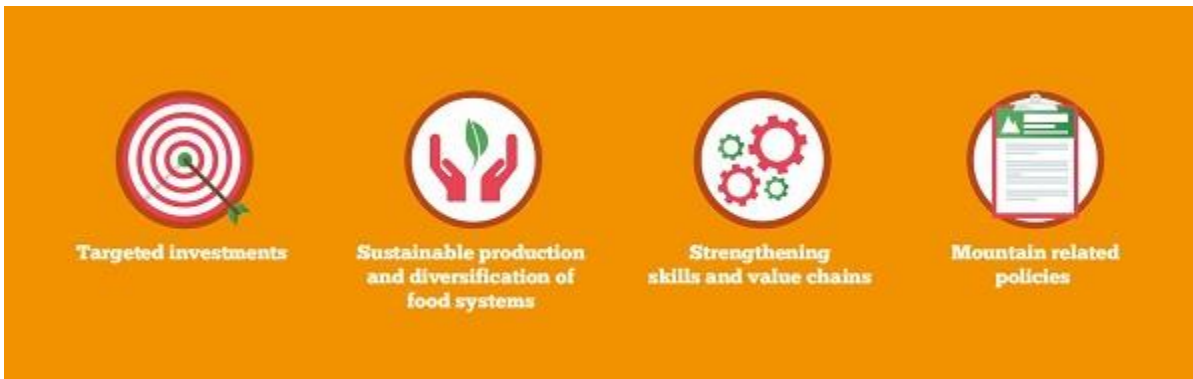 Targeted investments
Sustainable production
and diversification of
food systems
Strengthening
skills and value chains
Mountain related
policies